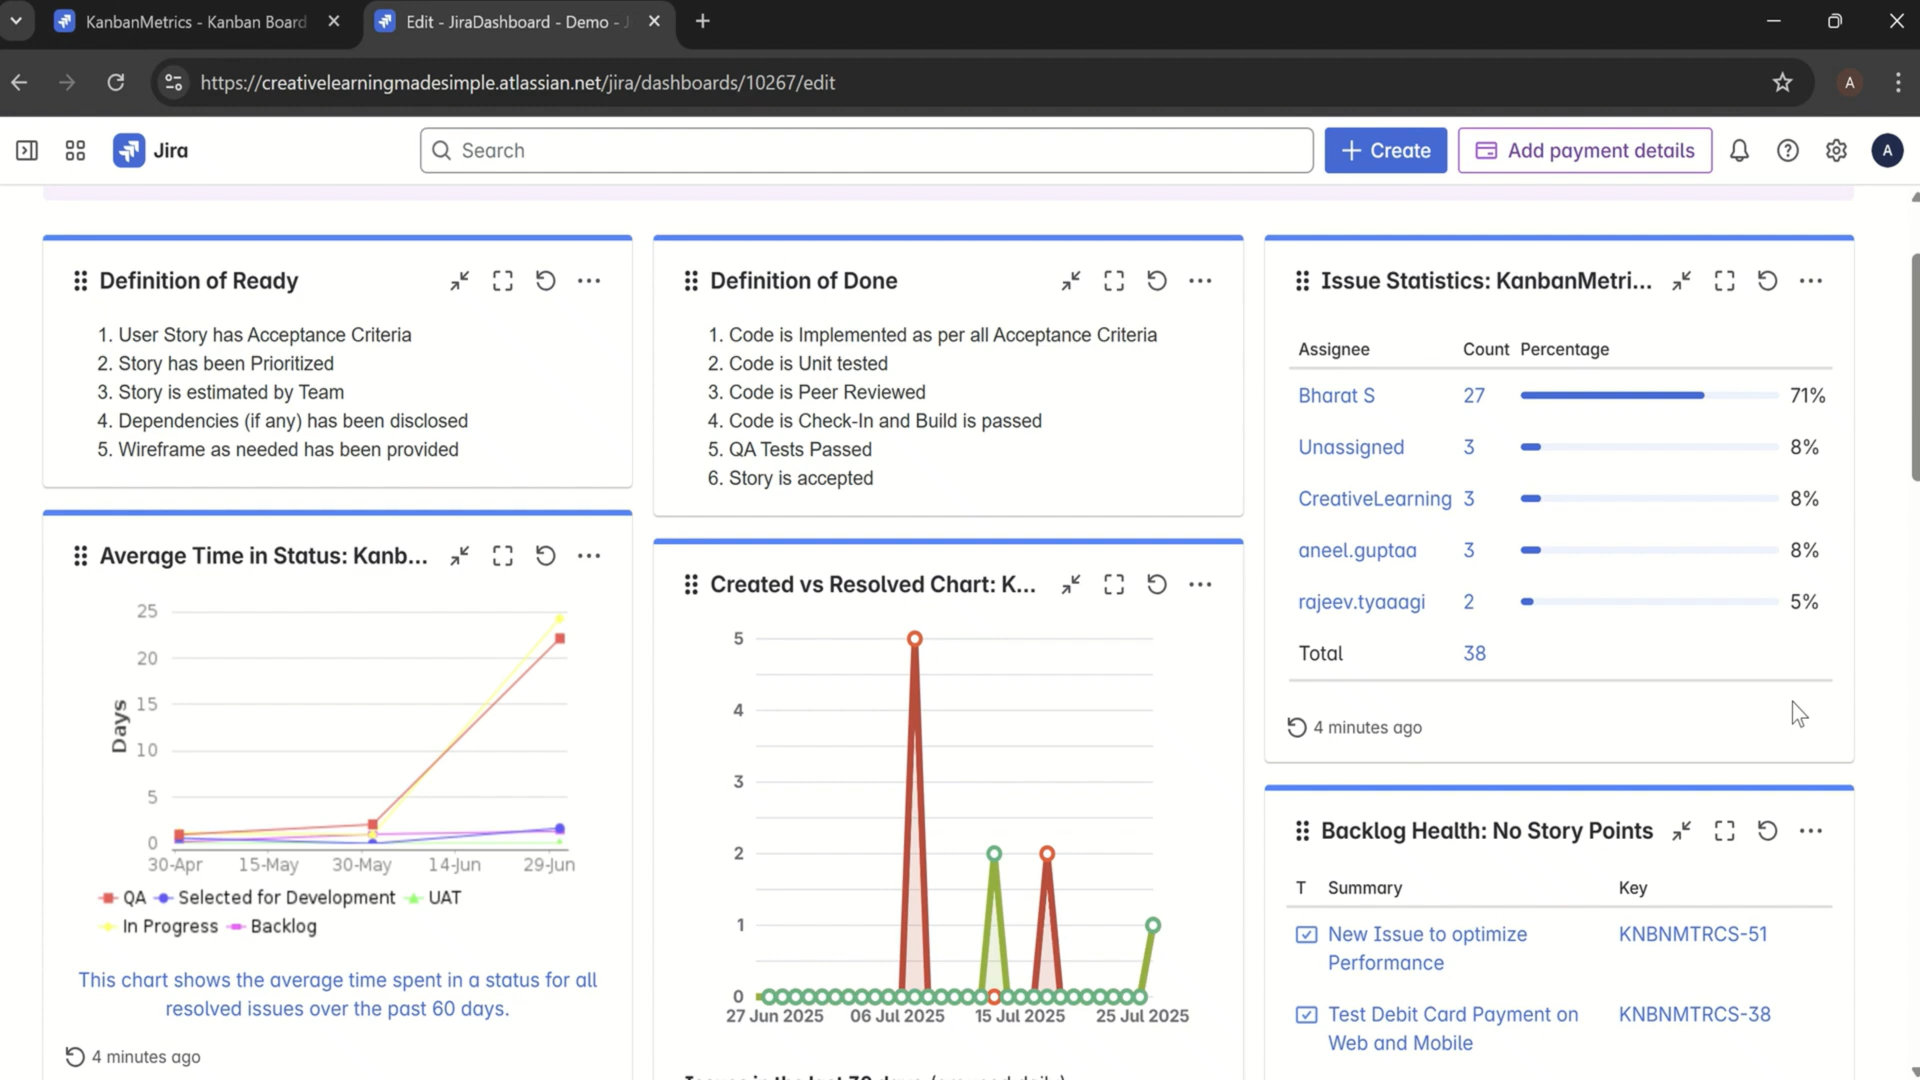 KanbanMetrics - Kanban Board
Edit - JiraDashboard - Demo - J
https://creativelearningmadesimple.atlassian.net/jira/dashboards/10267/edit
A
Jira
Search
Create
Add payment details
A
Definition of Ready
1. User Story has Acceptance Criteria
2. Story has been Prioritized
3. Story is estimated by Team
4. Dependencies (if any) has been disclosed
5. Wireframe as needed has been provided
Definition of Done
1. Code is Implemented as per all Acceptance Criteria
2. Code is Unit tested
3. Code is Peer Reviewed
4. Code is Check-In and Build is passed
5. QA Tests Passed
6. Story is accepted
Issue Statistics: KanbanMetri...
Assignee Count Percentage
Bharat S 27 71%
Unassigned 3 8%
CreativeLearning 3 8%
aneel.guptaa 3 8%
rajeev.tyaaagi 2 5%
Total 38
4 minutes ago
Average Time in Status: Kanb...
Days
25
20
15
10
5
0
30-Apr 15-May 30-May 14-Jun 29-Jun
QA Selected for Development UAT
In Progress Backlog
This chart shows the average time spent in a status for all
resolved issues over the past 60 days.
4 minutes ago
Created vs Resolved Chart: K...
5
4
3
2
1
0
27 Jun 2025 06 Jul 2025 15 Jul 2025 25 Jul 2025
Issues in the last 30 days (grouped daily)
Backlog Health: No Story Points
T Summary Key
New Issue to optimize KNBNMTRCS-51
Performance
Test Debit Card Payment on KNBNMTRCS-38
Web and Mobile